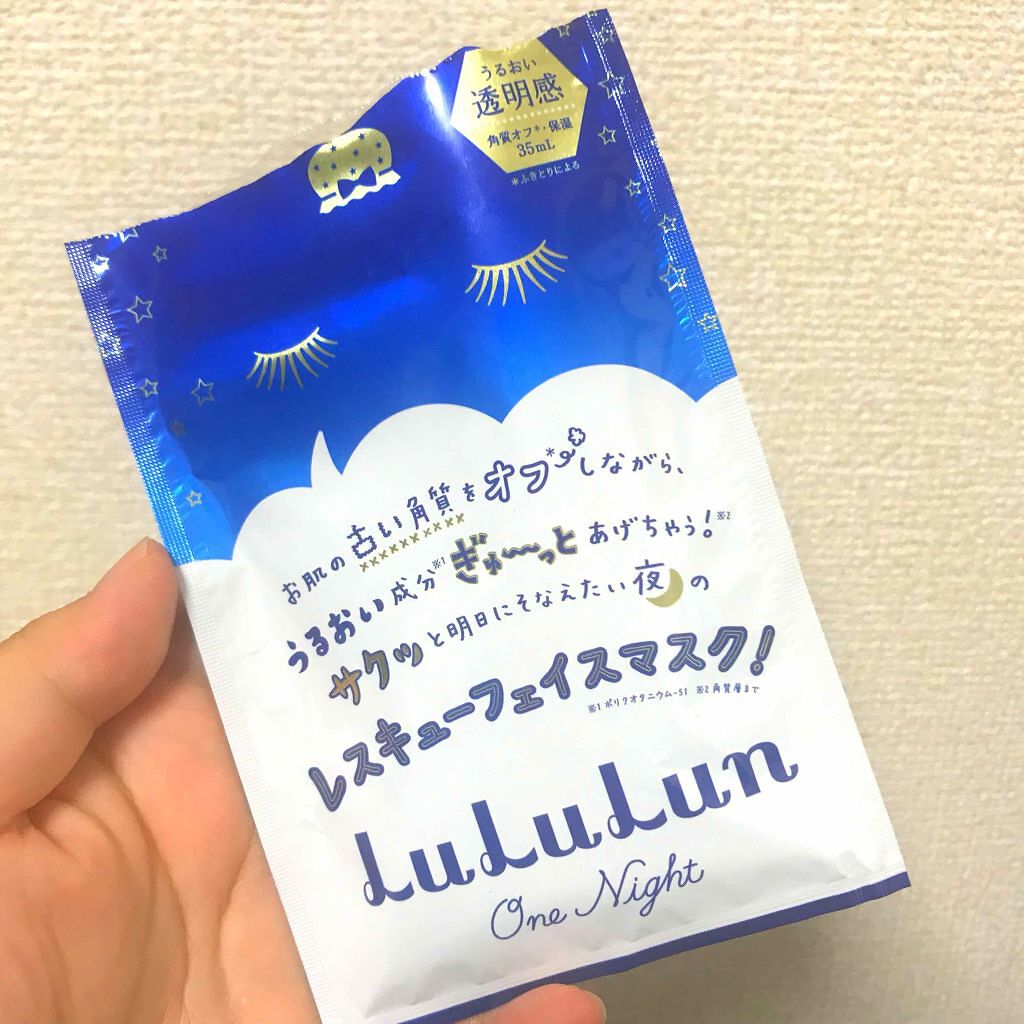 うるおい
透明感
角質オフ*・保湿
35mL
*ふきとりによる
お肌の古い角質をオフ*しながら、
うるおい成分※1ぎゅ〜っとあげちゃう!※2
サクッと明日にそなえたい夜の
レスキューフェイスマスク!
※1 ポリクオタニウム-51 ※2 角質層まで
LuLuLun
One Night